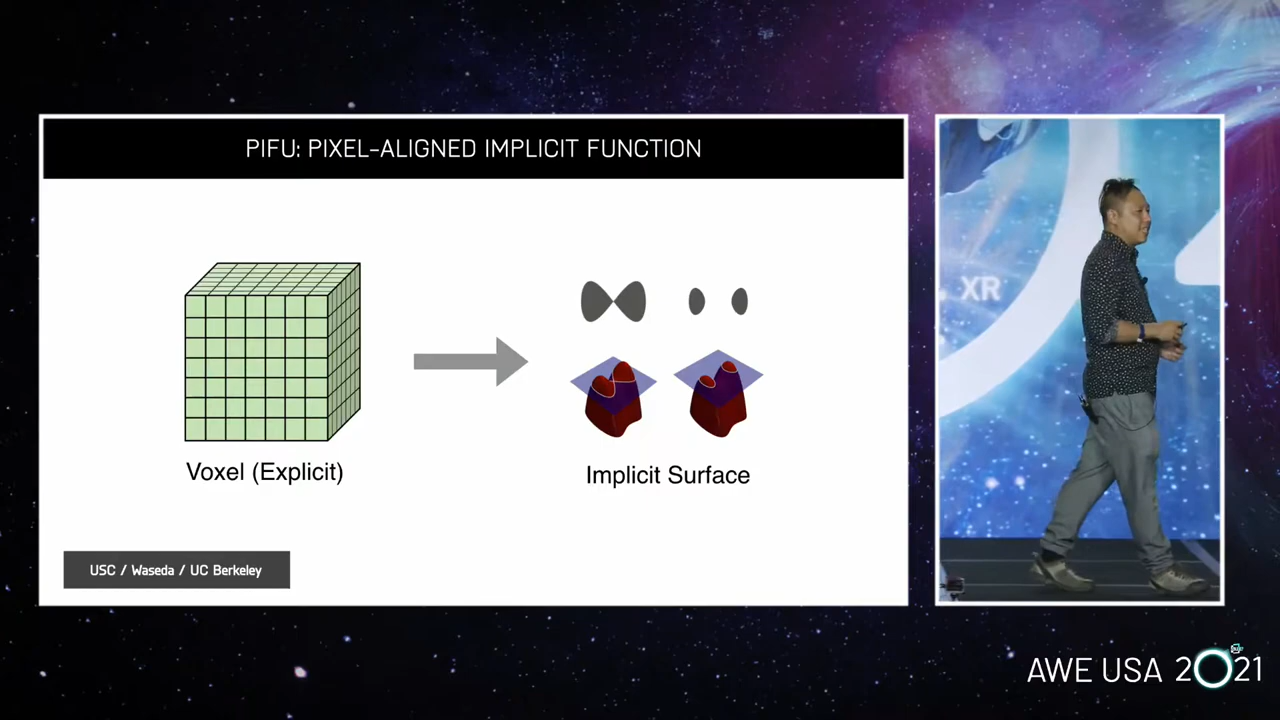 PIFU: PIXEL-ALIGNED IMPLICIT FUNCTION
Voxel (Explicit)
Implicit Surface
USC / Waseda / UC Berkeley
XR
AWE USA 2021